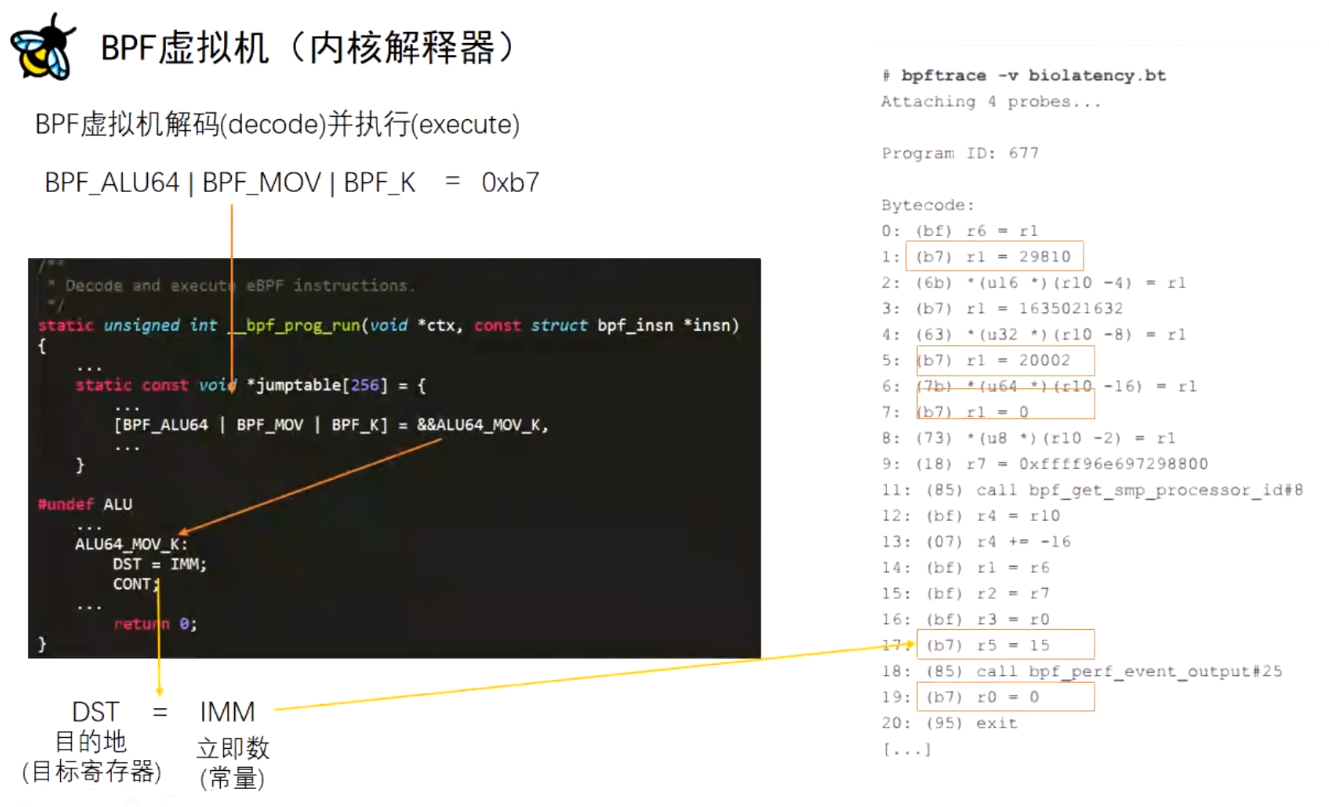 BPF虚拟机（内核解释器）
BPF虚拟机解码(decode)并执行(execute)
BPF_ALU64 | BPF_MOV | BPF_K = 0xb7
/**
* Decode and execute eBPF instructions.
*/
static unsigned int __bpf_prog_run(void *ctx, const struct bpf_insn *insn)
{
...
static const void *jumptable[256] = {
...
[BPF_ALU64 | BPF_MOV | BPF_K] = &&ALU64_MOV_K,
...
}
#undef ALU
...
ALU64_MOV_K:
DST = IMM;
CONT;
...
return 0;
}
DST = IMM
目的地
(目标寄存器)
立即数
(常量)
# bpftrace -v biolatency.bt
Attaching 4 probes...
Program ID: 677
Bytecode:
0: (bf) r6 = r1
1: (b7) r1 = 29810
2: (6b) *(u16 *)(r10 -4) = r1
3: (b7) r1 = 1635021632
4: (63) *(u32 *)(r10 -8) = r1
5: (b7) r1 = 20002
6: (7b) *(u64 *)(r10 -16) = r1
7: (b7) r1 = 0
8: (73) *(u8 *)(r10 -2) = r1
9: (18) r7 = 0xffff96e697298800
11: (85) call bpf_get_smp_processor_id#8
12: (bf) r4 = r10
13: (07) r4 += -16
14: (bf) r1 = r6
15: (bf) r2 = r7
16: (bf) r3 = r0
17: (b7) r5 = 15
18: (85) call bpf_perf_event_output#25
19: (b7) r0 = 0
20: (95) exit
[...]